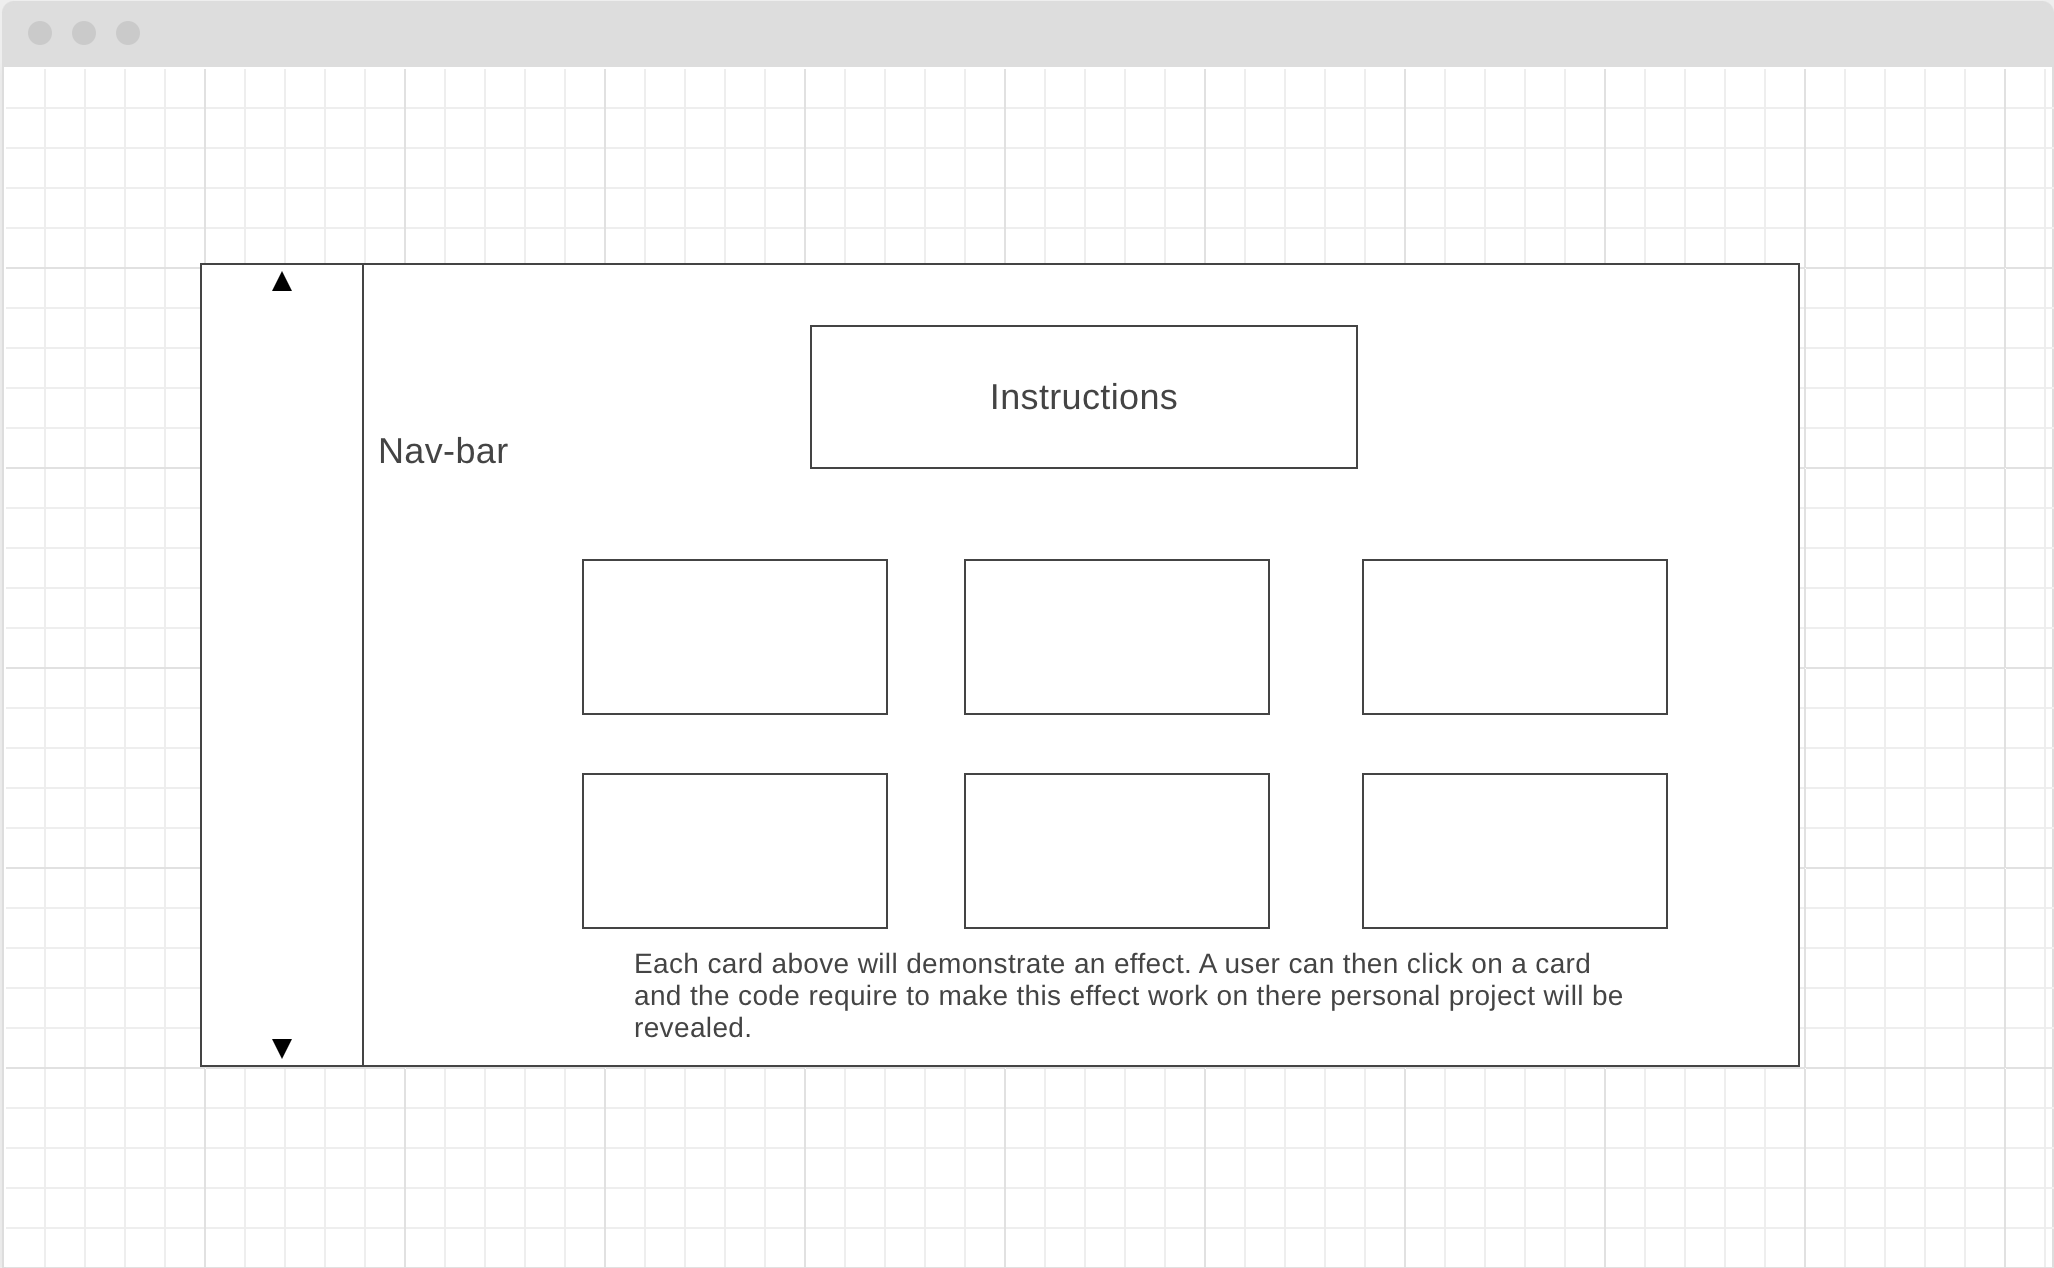 Instructions
Nav-bar
Each card above will demonstrate an effect. A user can then click on a card
and the code require to make this effect work on there personal project will be
revealed.